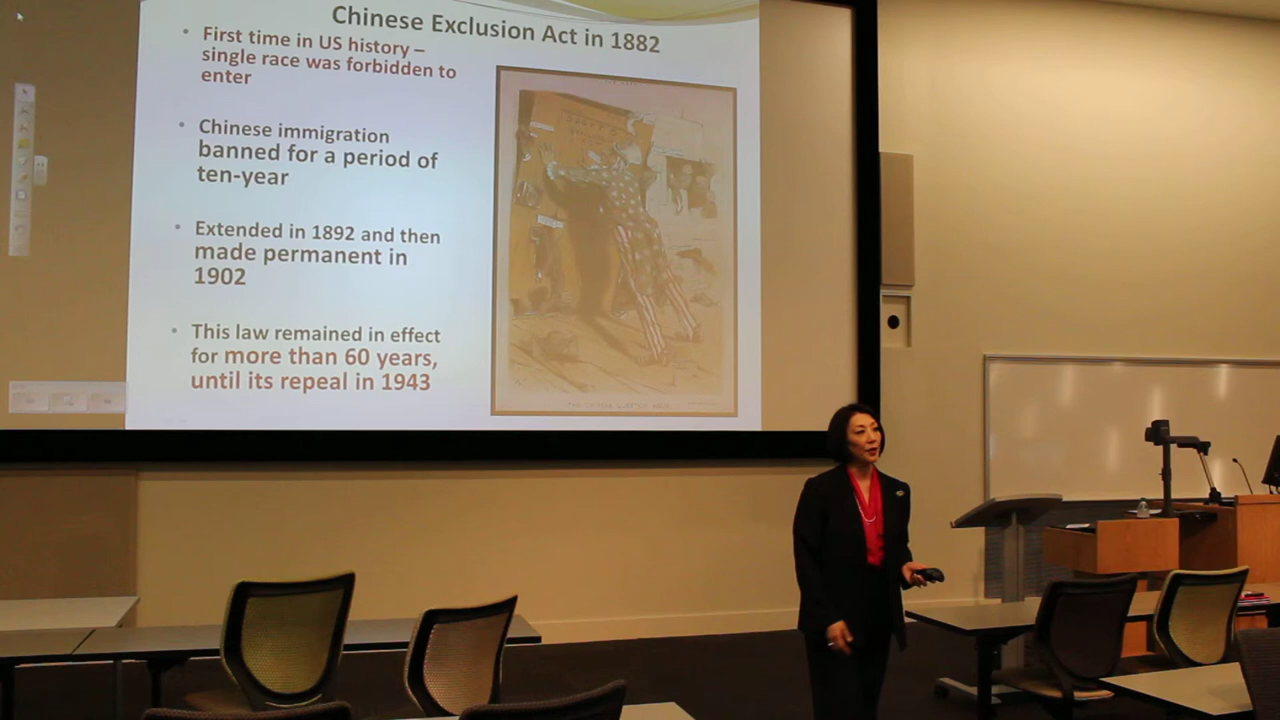 Chinese Exclusion Act in 1882
• First time in US history –
single race was forbidden to
enter
• Chinese immigration
banned for a period of
ten-year
• Extended in 1892 and then
made permanent in
1902
• This law remained in effect
for more than 60 years,
until its repeal in 1943